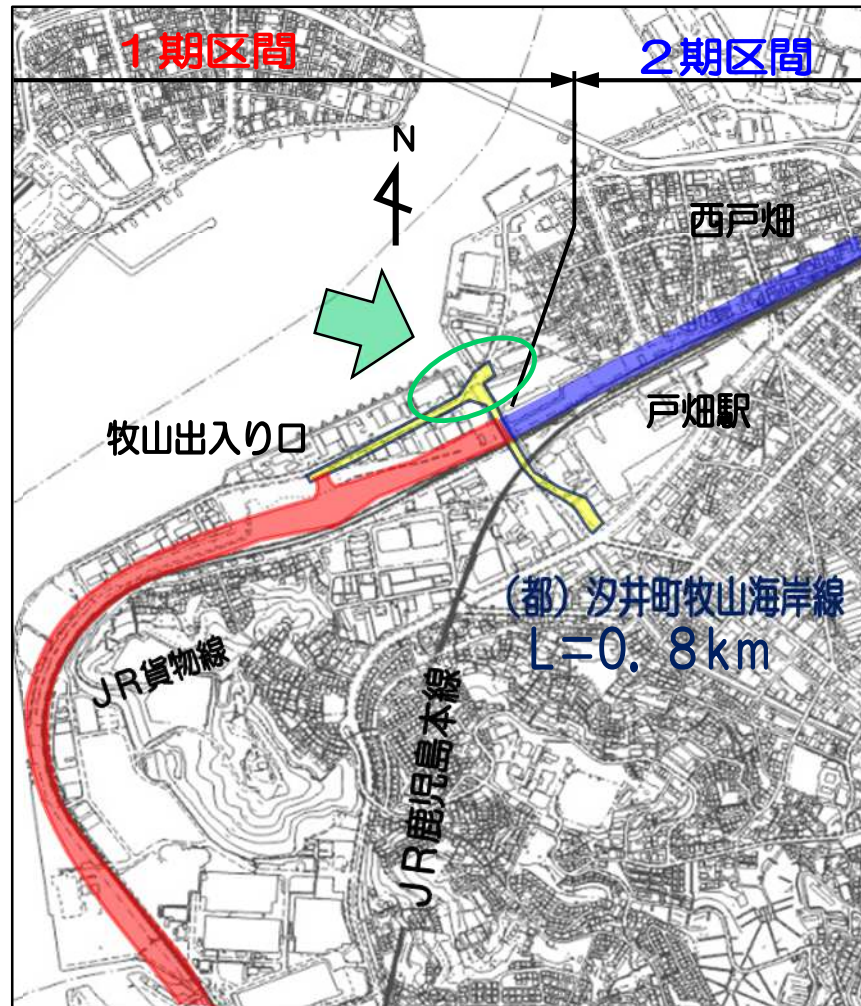 １期区間
２期区間
N
西戸畑
戸畑駅
牧山出入り口
（都）汐井町牧山海岸線
L=0．8km
ＪＲ貨物線
ＪＲ鹿児島本線